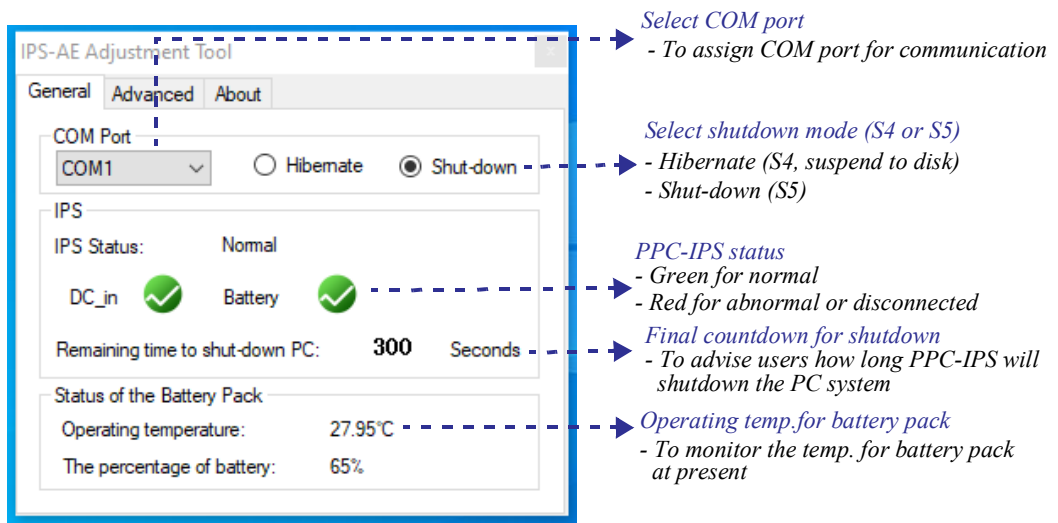 Select COM port
- To assign COM port for communication
IPS-AE Adjustment Tool
General Advanced About
COM Port
COM1 Hibernate Shut-down
Select shutdown mode (S4 or S5)
- Hibernate (S4, suspend to disk)
- Shut-down (S5)
IPS
IPS Status: Normal
DC_in Battery
PPC-IPS status
- Green for normal
- Red for abnormal or disconnected
Remaining time to shut-down PC: 300 Seconds
Final countdown for shutdown
- To advise users how long PPC-IPS will
shutdown the PC system
Status of the Battery Pack
Operating temperature: 27.95°C
The percentage of battery: 65%
Operating temp.for battery pack
- To monitor the temp. for battery pack
at present